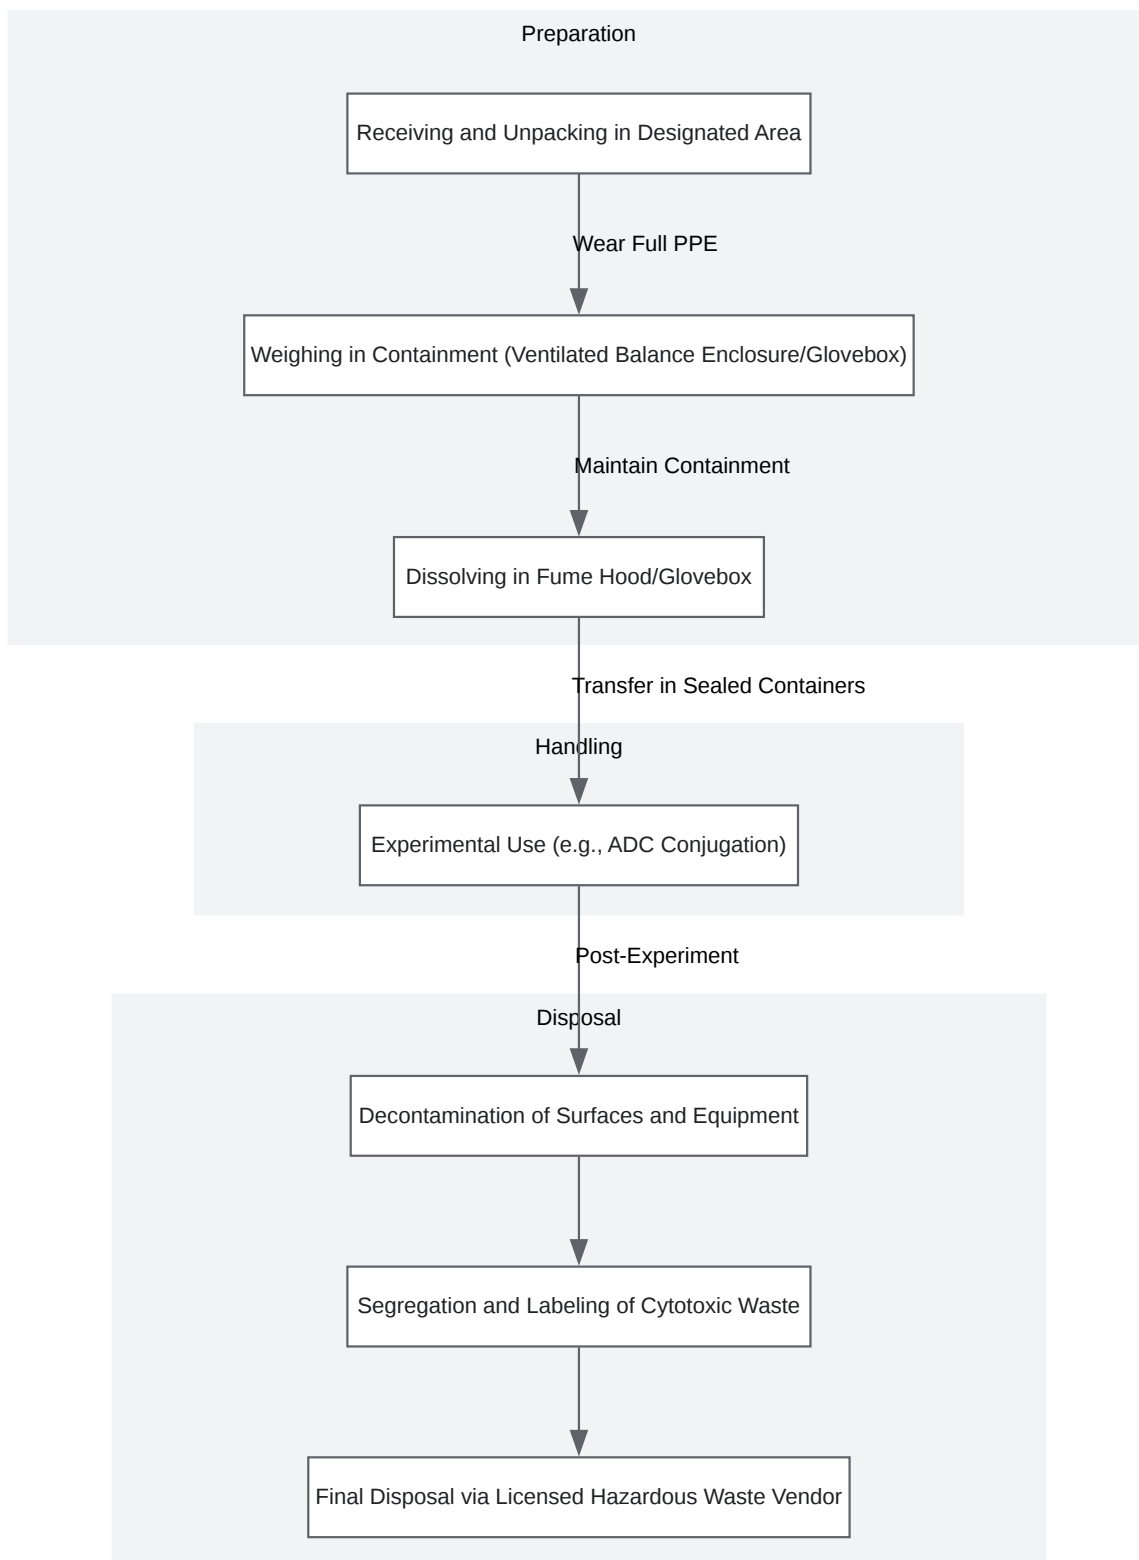 Preparation
Receiving and Unpacking in Designated Area
Wear Full PPE
Weighing in Containment (Ventilated Balance Enclosure/Glovebox)
Maintain Containment
Dissolving in Fume Hood/Glovebox
Transfer in Sealed Containers
Handling
Experimental Use (e.g., ADC Conjugation)
Post-Experiment
Disposal
Decontamination of Surfaces and Equipment
Segregation and Labeling of Cytotoxic Waste
Final Disposal via Licensed Hazardous Waste Vendor